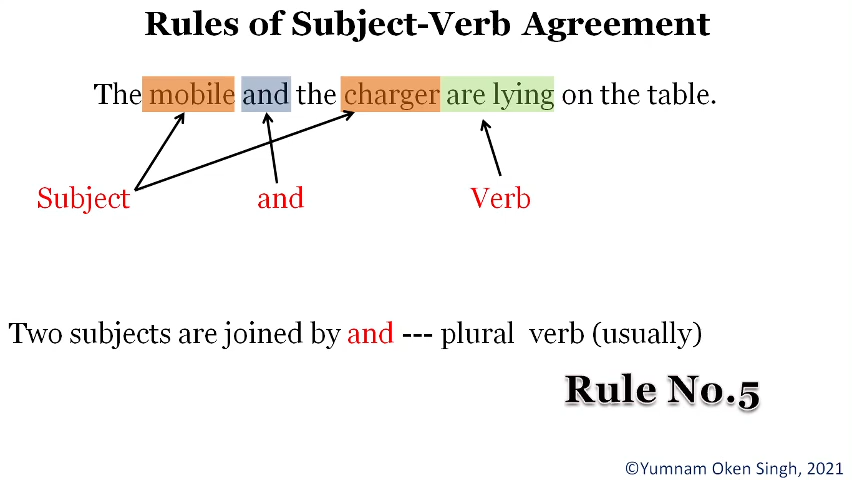 Rules of Subject-Verb Agreement
The mobile and the charger are lying on the table.
Subject and Verb
Two subjects are joined by and --- plural verb (usually)
Rule No.5
©Yumnam Oken Singh, 2021